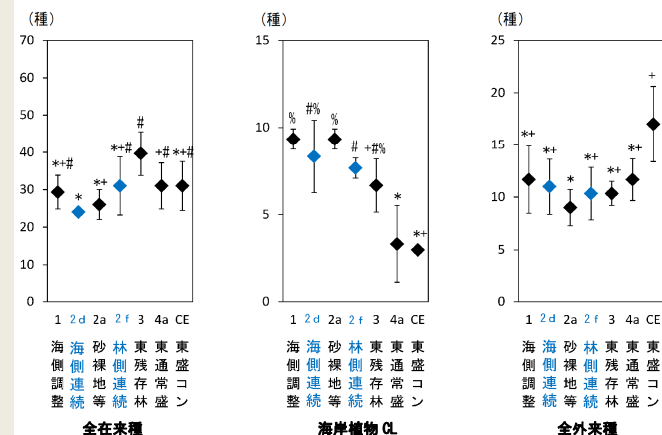 (種)
70
60
50
40
30
20
10
0
*+#
*
*+
*+#
#
+#
*+#
1 2d 2a 2f 3 4a CE
海側調整
海側連続
砂裸地等
林側連続
東残存林
東通常盛
東盛コン
全在来種
(種)
15
10
5
0
%
#%
%
#
+#%
*
*+
1 2d 2a 2f 3 4a CE
海側調整
海側連続
砂裸地等
林側連続
東残存林
東通常盛
東盛コン
海岸植物 CL
(種)
25
20
15
10
5
0
*+
*+
*
*+
*+
*+
+
1 2d 2a 2f 3 4a CE
海側調整
海側連続
砂裸地等
林側連続
東残存林
東通常盛
東盛コン
全外来種